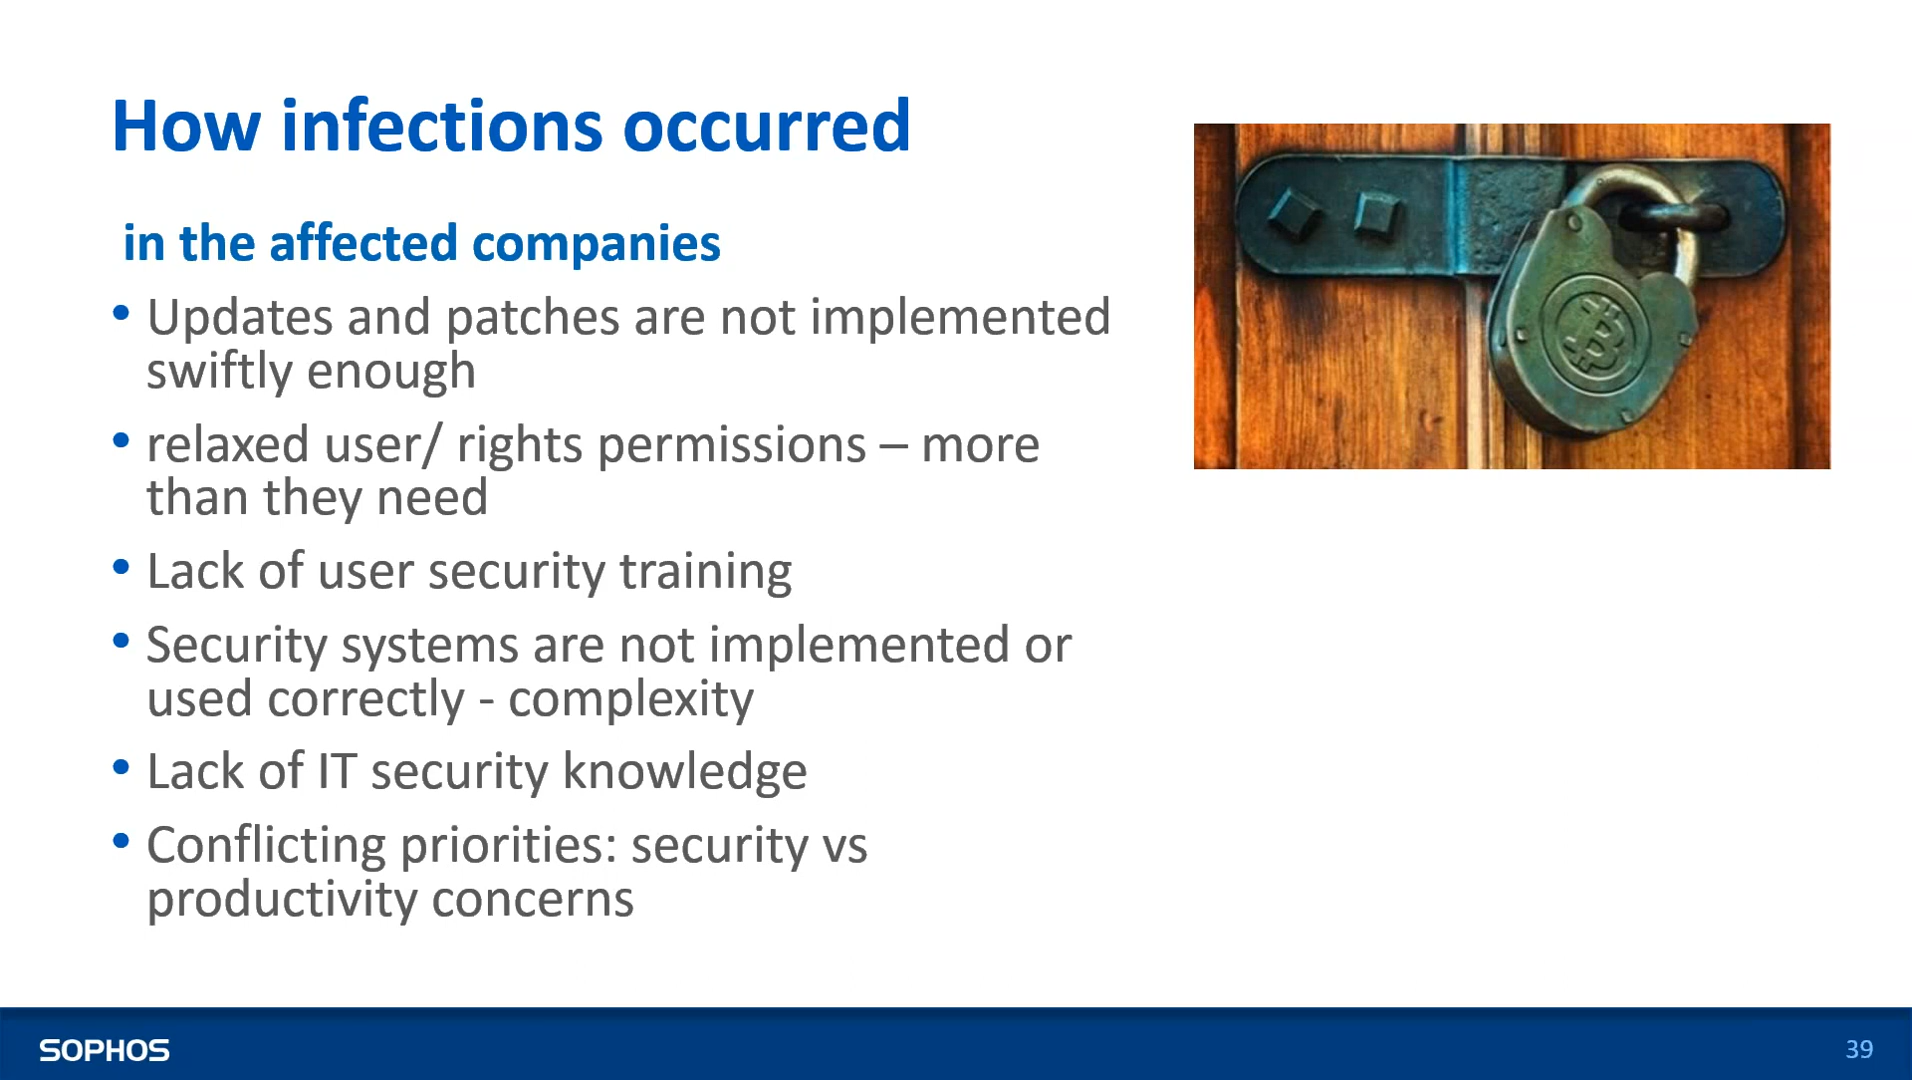 How infections occurred
in the affected companies
• Updates and patches are not implemented
swiftly enough
• relaxed user/ rights permissions – more
than they need
• Lack of user security training
• Security systems are not implemented or
used correctly - complexity
• Lack of IT security knowledge
• Conflicting priorities: security vs
productivity concerns
SOPHOS
39